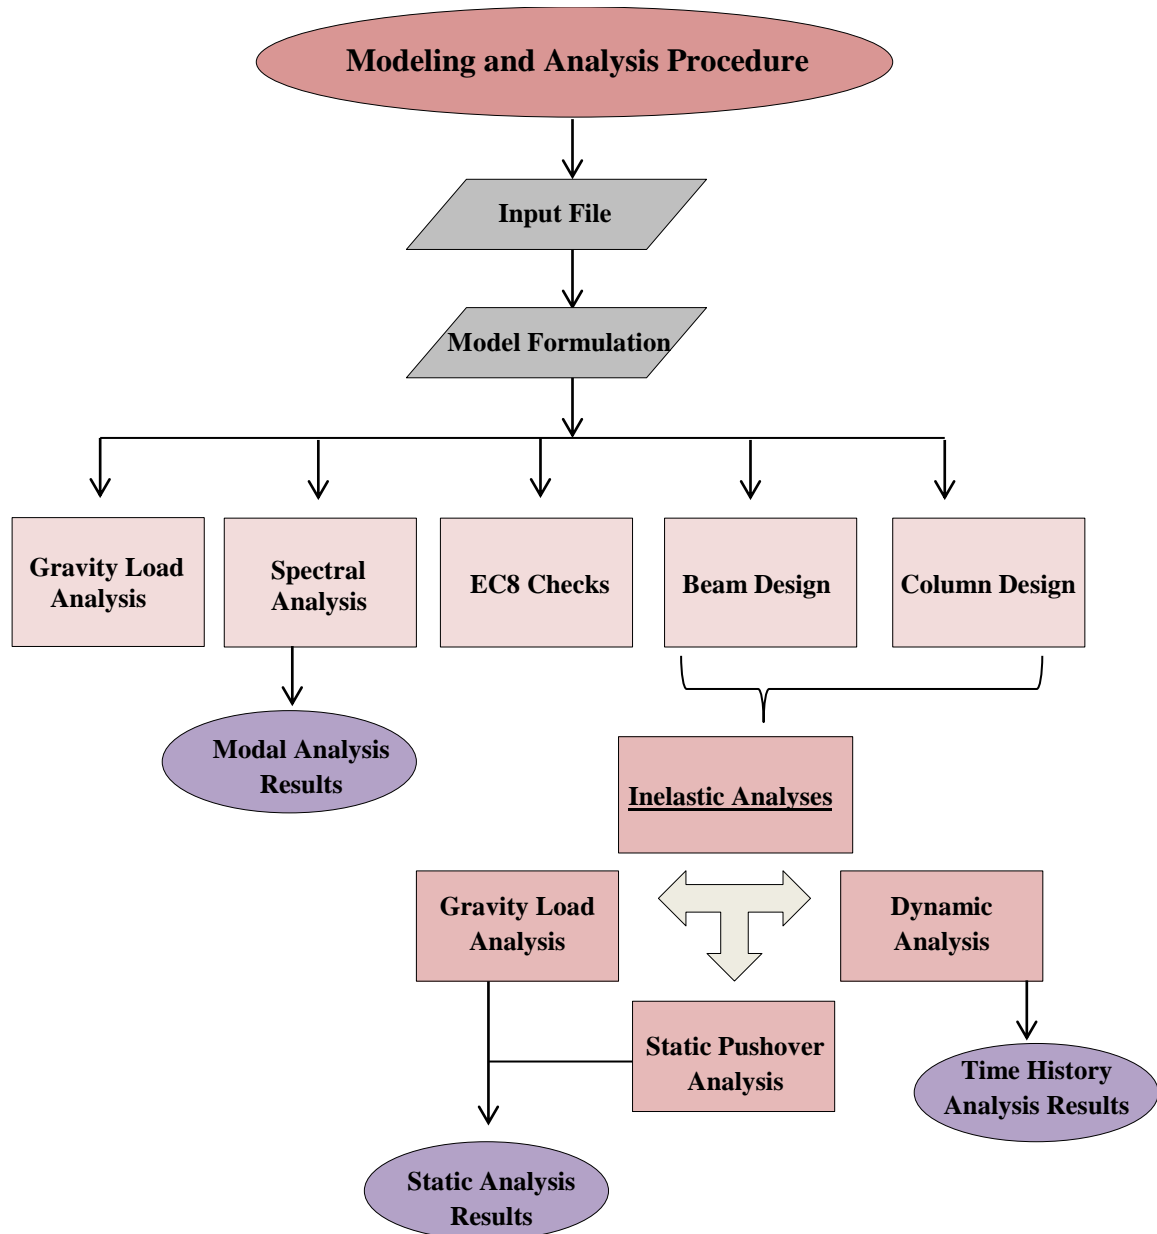 Modeling and Analysis Procedure
Input File
Model Formulation
Gravity Load
Analysis
Spectral
Analysis
EC8 Checks
Beam Design
Column Design
Modal Analysis
Results
Inelastic Analyses
Gravity Load
Analysis
Dynamic
Analysis
Static Pushover
Analysis
Time History
Analysis Results
Static Analysis
Results